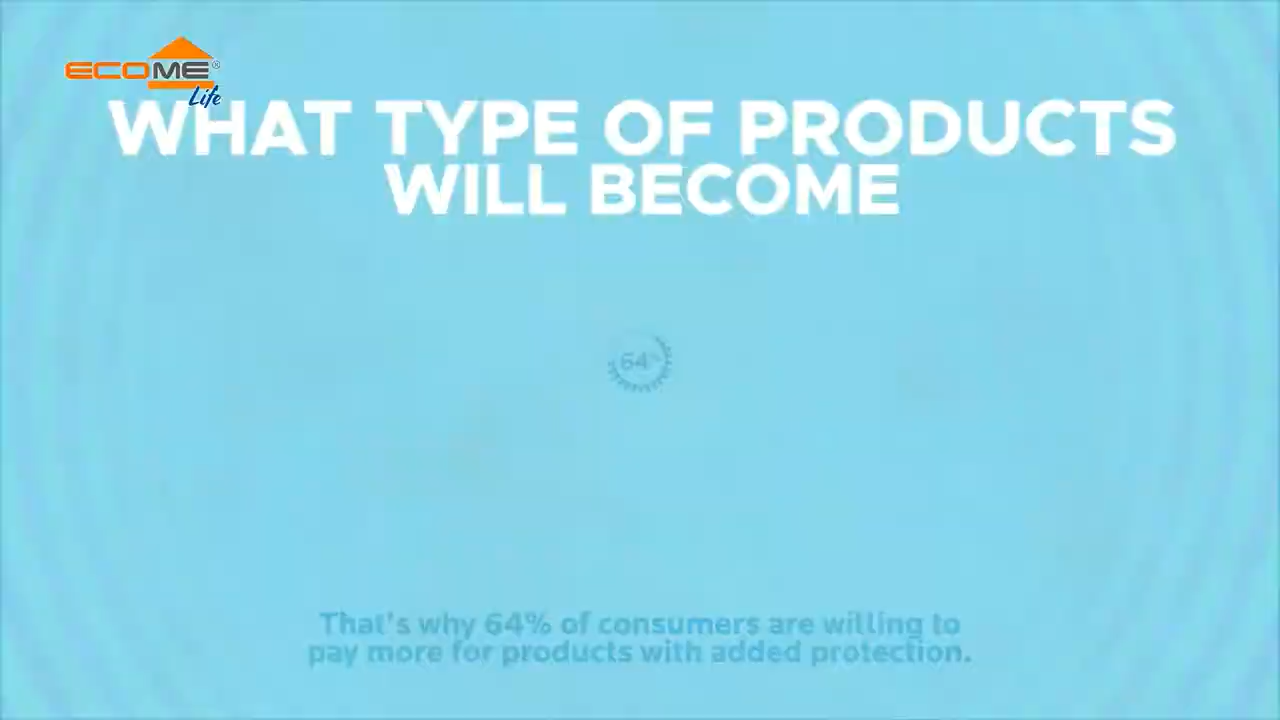 ECOME®
Life
WHAT TYPE OF PRODUCTS
WILL BECOME
64%
That's why 64% of consumers are willing to
pay more for products with added protection.